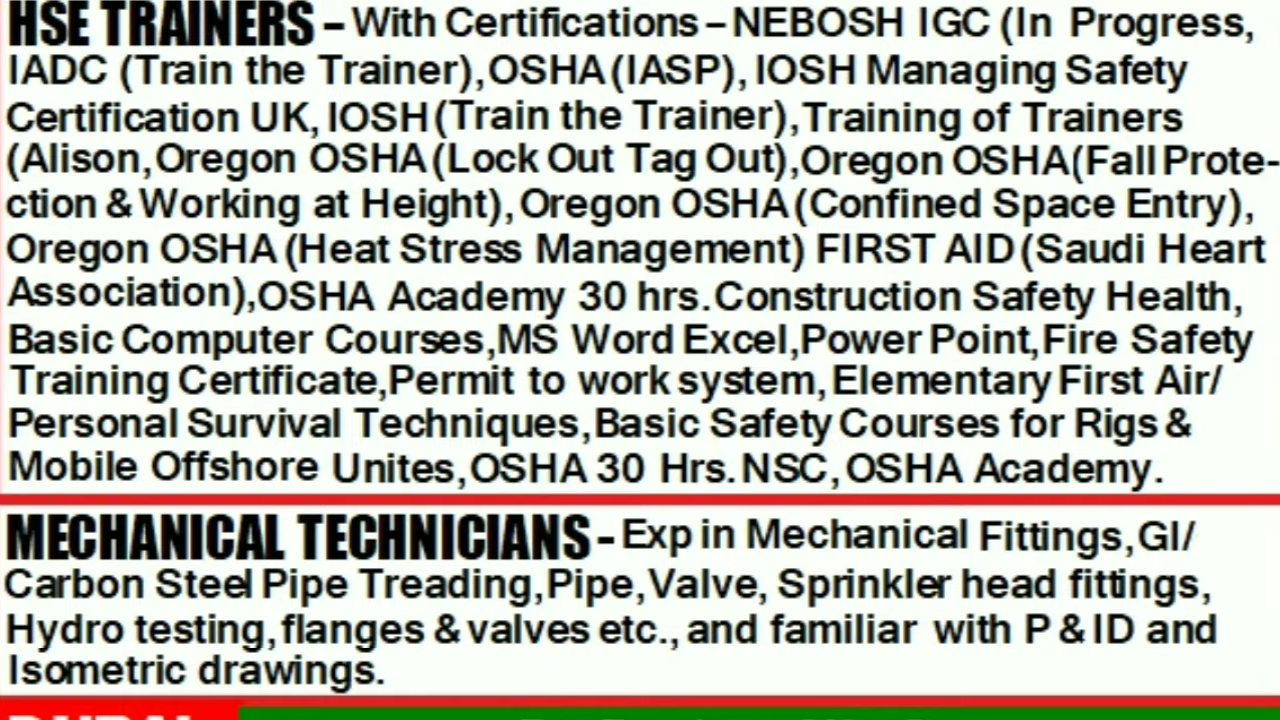 HSE TRAINERS – With Certifications – NEBOSH IGC (In Progress,
IADC (Train the Trainer), OSHA (IASP), IOSH Managing Safety
Certification UK, IOSH (Train the Trainer), Training of Trainers
(Alison, Oregon OSHA (Lock Out Tag Out), Oregon OSHA (Fall Prote-
ction & Working at Height), Oregon OSHA (Confined Space Entry),
Oregon OSHA (Heat Stress Management) FIRST AID (Saudi Heart
Association), OSHA Academy 30 hrs. Construction Safety Health,
Basic Computer Courses, MS Word Excel, Power Point, Fire Safety
Training Certificate, Permit to work system, Elementary First Air/
Personal Survival Techniques, Basic Safety Courses for Rigs &
Mobile Offshore Unites, OSHA 30 Hrs. NSC, OSHA Academy.
MECHANICAL TECHNICIANS – Exp in Mechanical Fittings, GI/
Carbon Steel Pipe Treading, Pipe, Valve, Sprinkler head fittings,
Hydro testing, flanges & valves etc., and familiar with P & ID and
Isometric drawings.